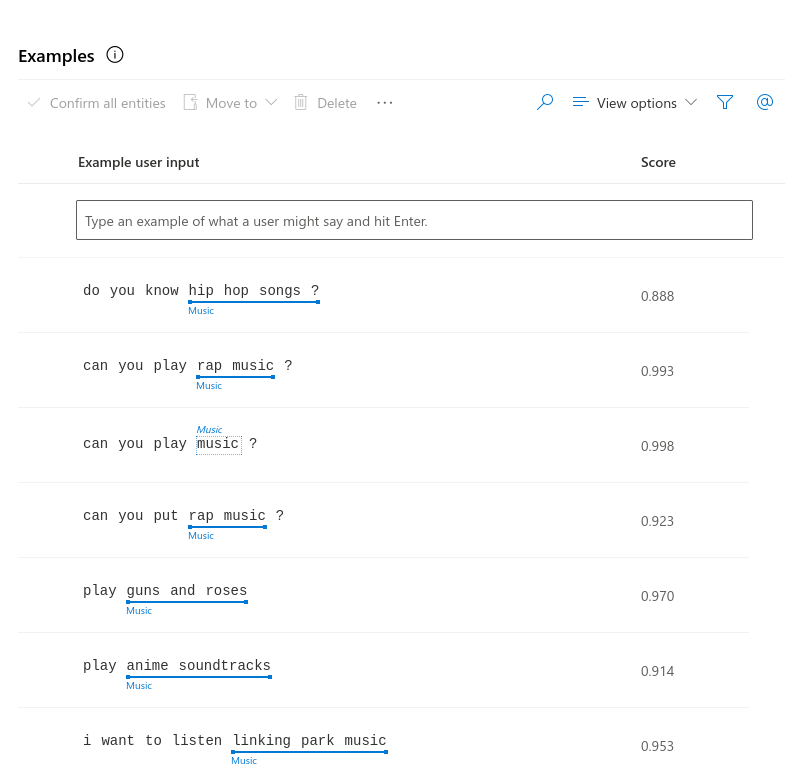 Examples
Confirm all entities Move to Delete ... View options @
Example user input Score
Type an example of what a user might say and hit Enter.
do you know hip hop songs ? 0.888
Music
can you play rap music ? 0.993
Music
Music
can you play music ? 0.998
can you put rap music ? 0.923
Music
play guns and roses 0.970
Music
play anime soundtracks 0.914
Music
i want to listen linking park music 0.953
Music